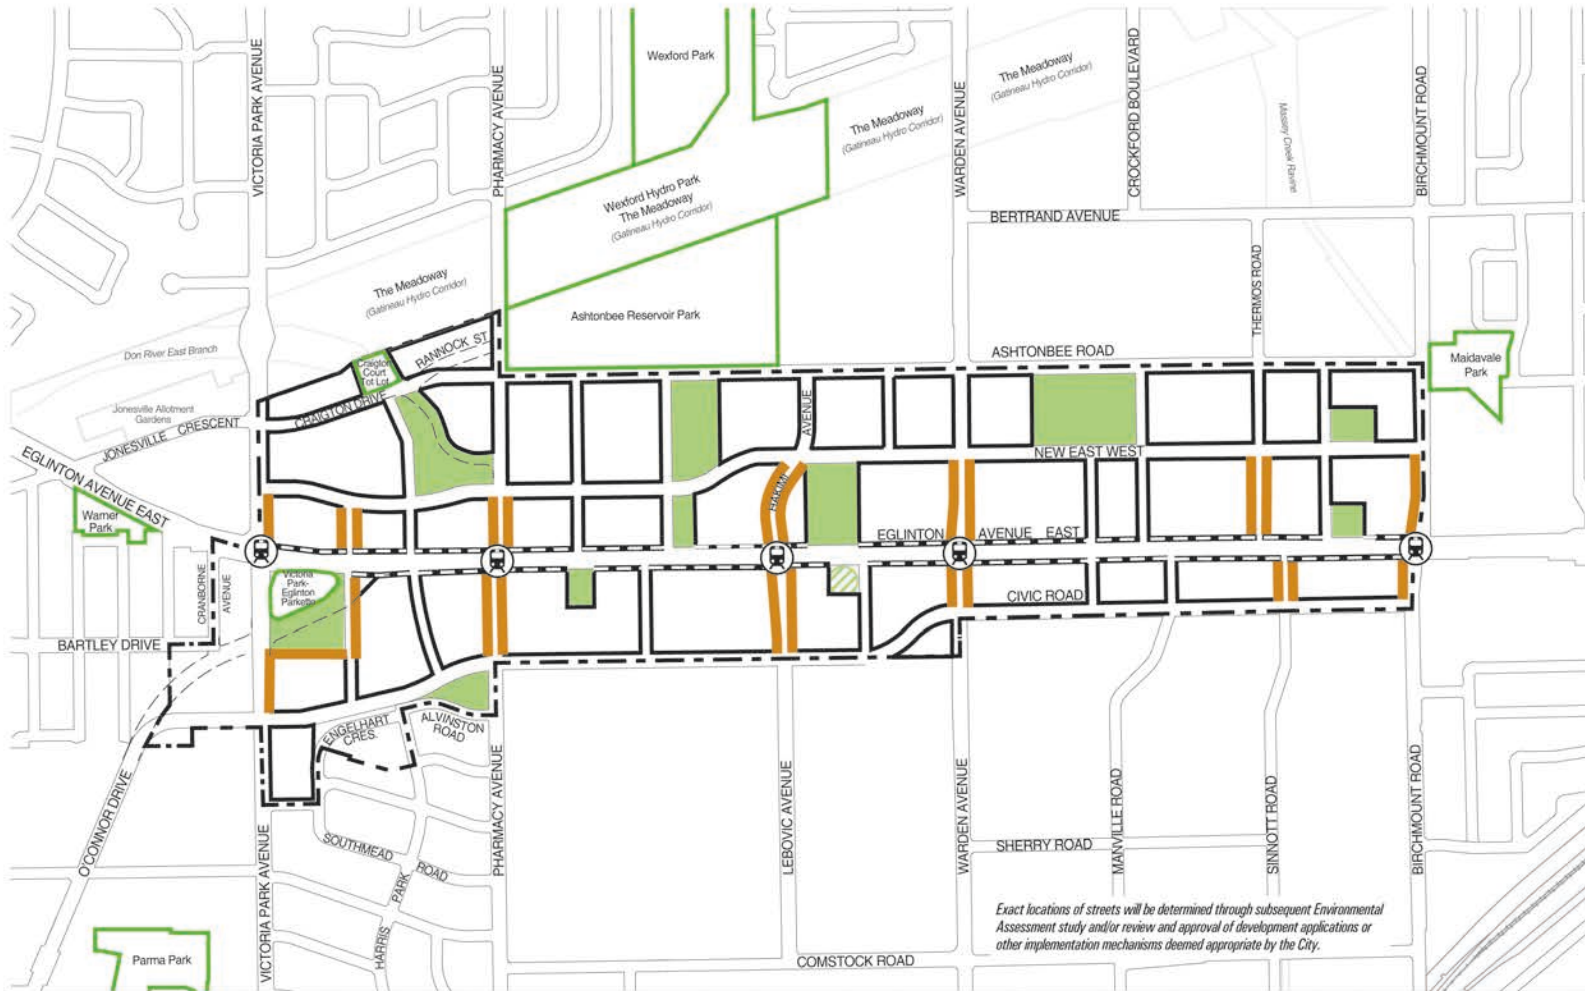 Wexford Park
The Meadoway
(Gatineau Hydro Corridor)
The Meadoway
(Gatineau Hydro Corridor)
VICTORIA PARK AVENUE
PHARMACY AVENUE
WARDEN AVENUE
CROCKFORD BOULEVARD
BIRCHMOUNT ROAD
Massey Creek Ravine
Wexford Hydro Park
The Meadoway
(Gatineau Hydro Corridor)
BERTRAND AVENUE
The Meadoway
(Gatineau Hydro Corridor)
THERMOS ROAD
Ashtonbee Reservoir Park
Don River East Branch
RANNOCK ST
ASHTONBEE ROAD
Maidavale
Park
Craigton
Court
Tot Lot
CRAIGTON DRIVE
Jonesville Allotment
Gardens
JONESVILLE CRESCENT
AVENUE
HAKIMI
NEW EAST WEST
EGLINTON AVENUE EAST
Warner
Park
EGLINTON AVENUE EAST
CRANBORNE
AVENUE
Victoria
Park-
Eglinton
Parkette
CIVIC ROAD
BARTLEY DRIVE
ENGELHART
CRES.
ALVINSTON
ROAD
O'CONNOR DRIVE
VICTORIA PARK AVENUE
PHARMACY AVENUE
LEBOVIC AVENUE
WARDEN AVENUE
MANVILLE ROAD
SINNOTT ROAD
BIRCHMOUNT ROAD
SOUTHMEAD ROAD
HARRIS PARK
SHERRY ROAD
Exact locations of streets will be determined through subsequent Environmental
Assessment study and/or review and approval of development applications or
other implementation mechanisms deemed appropriate by the City.
Parma Park
COMSTOCK ROAD